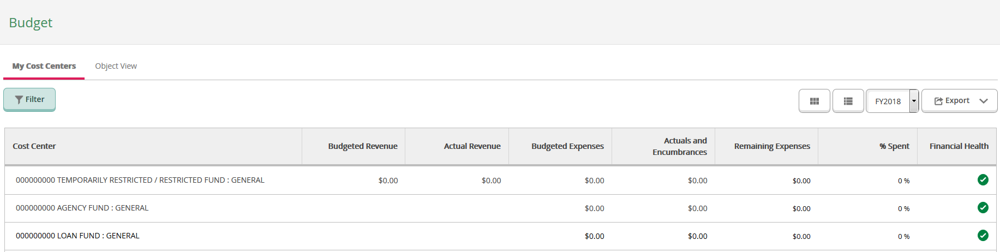 Budget
My Cost Centers Object View
Filter FY2018 Export
Cost Center Budgeted Revenue Actual Revenue Budgeted Expenses Actuals and Encumbrances Remaining Expenses % Spent Financial Health
000000000 TEMPORARILY RESTRICTED / RESTRICTED FUND : GENERAL $0.00 $0.00 $0.00 $0.00 $0.00 0 %
000000000 AGENCY FUND : GENERAL $0.00 $0.00 $0.00 0 %
000000000 LOAN FUND : GENERAL $0.00 $0.00 $0.00 0 %